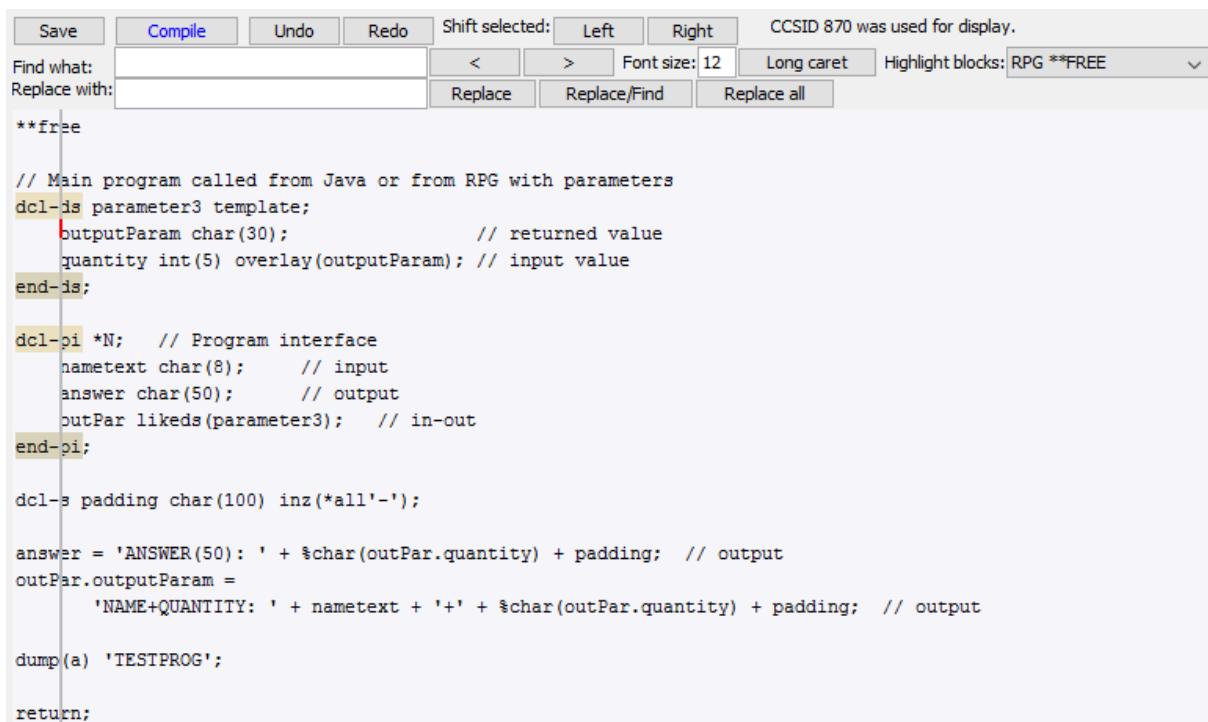 Save Compile Undo Redo Shift selected: Left Right CCSID 870 was used for display.
Find what: < > Font size: 12 Long caret Highlight blocks: RPG **FREE
Replace with: Replace Replace/Find Replace all
**free
// Main program called from Java or from RPG with parameters
dcl-ds parameter3 template;
    outputParam char(30);                 // returned value
    quantity int(5) overlay(outputParam); // input value
end-ds;
dcl-pi *N;   // Program interface
    nametext char(8);     // input
    answer char(50);      // output
    outPar likeds(parameter3);   // in-out
end-pi;
dcl-s padding char(100) inz(*all'-');
answer = 'ANSWER(50): ' + %char(outPar.quantity) + padding;  // output
outPar.outputParam =
       'NAME+QUANTITY: ' + nametext + '+' + %char(outPar.quantity) + padding;  // output
dump(a) 'TESTPROG';
return;